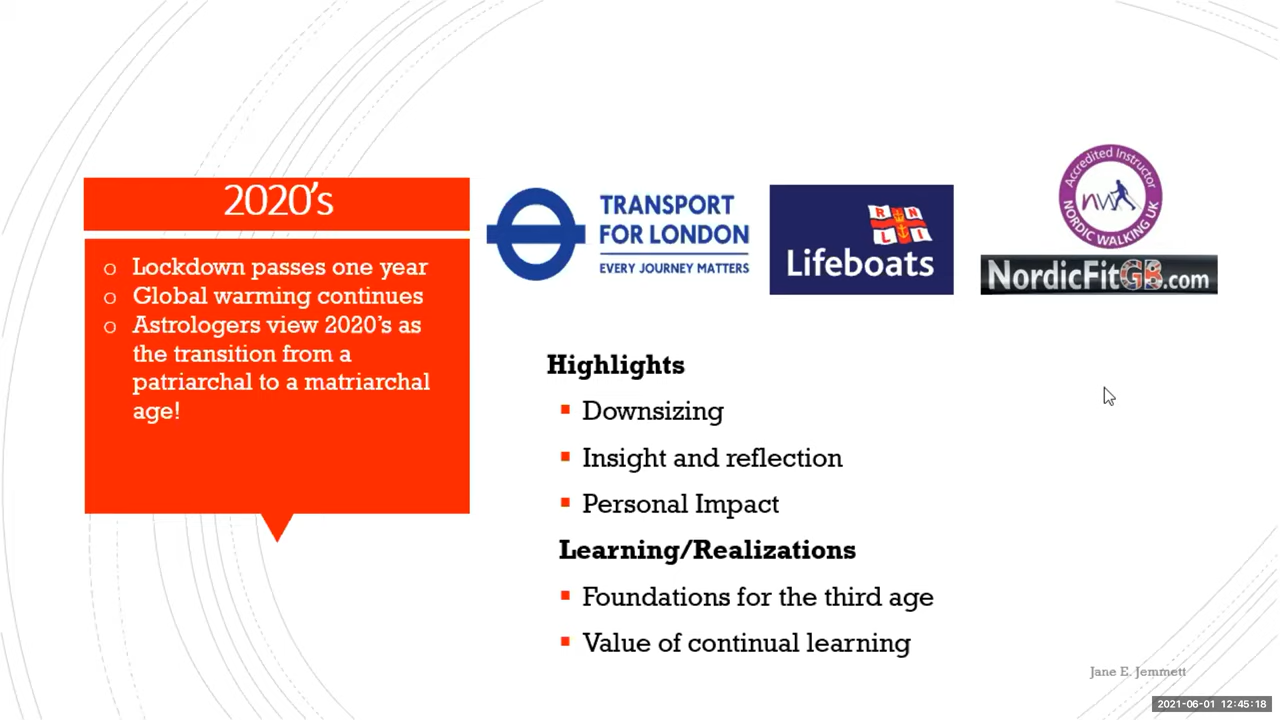 2020's
o Lockdown passes one year
o Global warming continues
o Astrologers view 2020's as
the transition from a
patriarchal to a matriarchal
age!
TRANSPORT
FOR LONDON
EVERY JOURNEY MATTERS
RN
LI
Lifeboats
Accredited Instructor
nw
NORDIC WALKING UK
NordicFitGB.com
Highlights
▪ Downsizing
▪ Insight and reflection
▪ Personal Impact
Learning/Realizations
▪ Foundations for the third age
▪ Value of continual learning
Jane E. Jemmett
2021-06-01 12:45:18